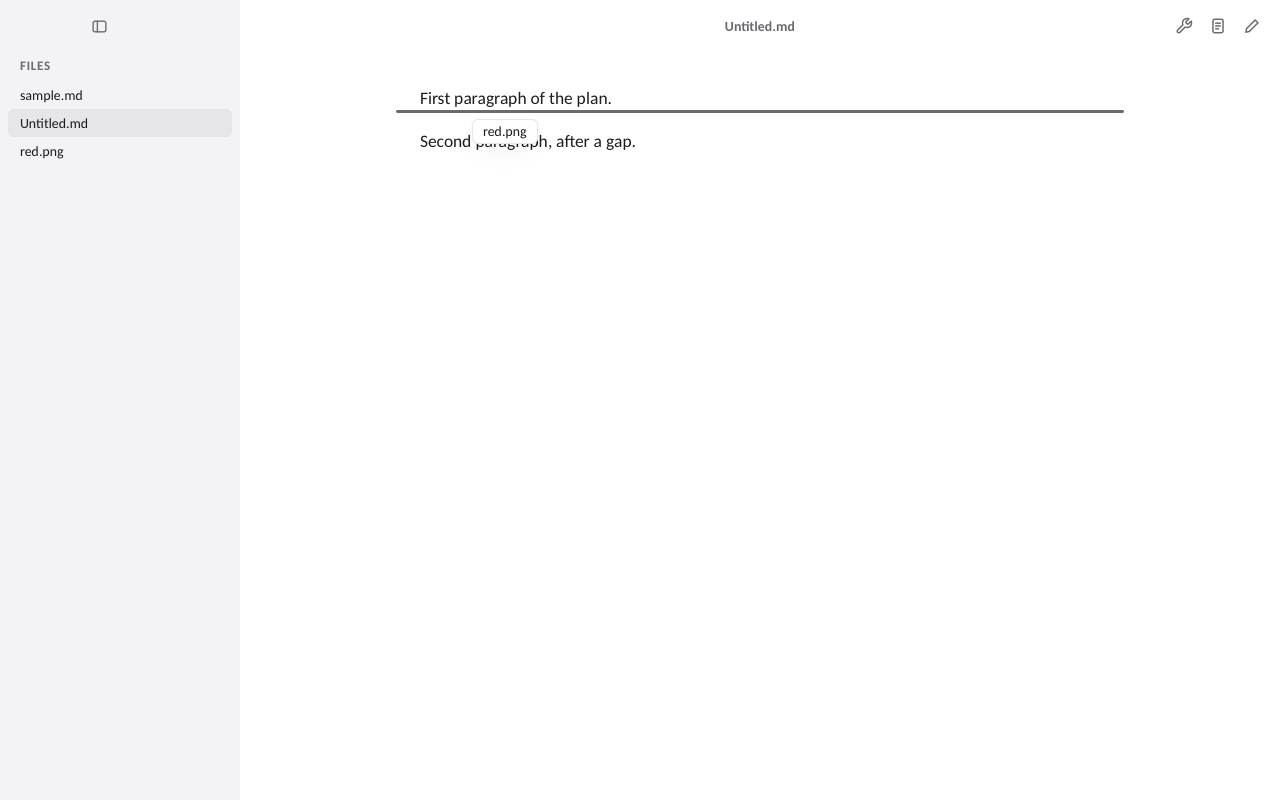 Untitled.md
FILES
sample.md
Untitled.md
red.png
First paragraph of the plan.
red.png
Second paragraph, after a gap.